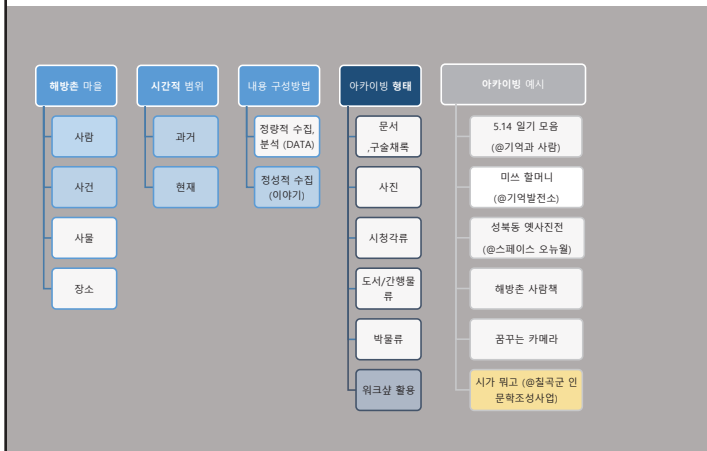 해방촌 마을
사람
사건
사물
장소
시간적 범위
과거
현재
내용 구성방법
정량적 수집,
분석 (DATA)
정성적 수집
(이야기)
아카이빙 형태
문서
,구술채록
사진
시청각류
도서/간행물
류
박물류
워크샾 활용
아카이빙 예시
5.14 일기 모음
(@기억과 사람)
미쓰 할머니
(@기억발전소)
성북동 옛사진전
(@스페이스 오뉴월)
해방촌 사람책
꿈꾸는 카메라
시가 뭐고 (@칠곡군 인
문학조성사업)